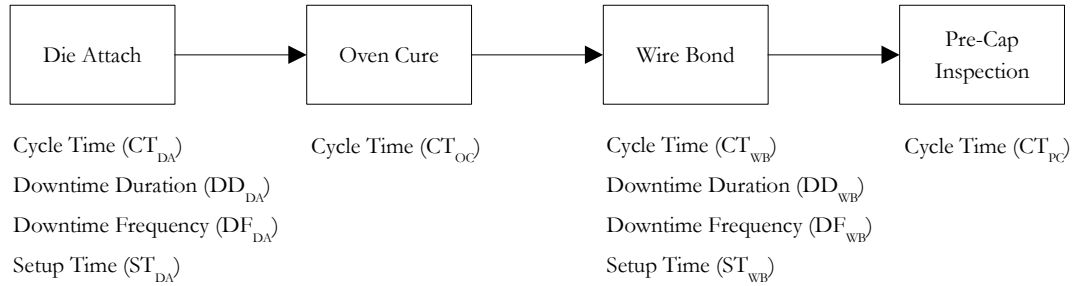 Die Attach
Oven Cure
Wire Bond
Pre-Cap
Inspection
Cycle Time (CT_DA)
Downtime Duration (DD_DA)
Downtime Frequency (DF_DA)
Setup Time (ST_DA)
Cycle Time (CT_OC)
Cycle Time (CT_WB)
Downtime Duration (DD_WB)
Downtime Frequency (DF_WB)
Setup Time (ST_WB)
Cycle Time (CT_PC)